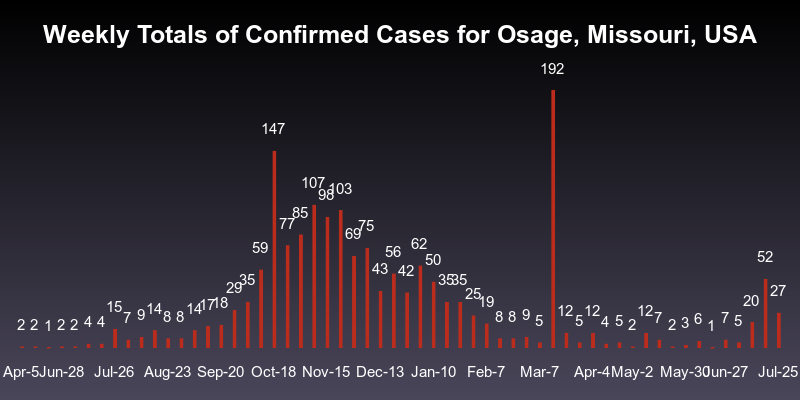 Weekly Totals of Confirmed Cases for Osage, Missouri, USA
2 2 1 2 2 4 4 15 7 9 14 8 8 14 17 18 29 35 59 147 77 85 107 98 103 69 75 43 56 42 62 50 35 35 25 19 8 8 9 5 192 12 5 12 4 5 2 12 7 2 3 6 1 7 5 20 52 27
Apr-5 Jun-28 Jul-26 Aug-23 Sep-20 Oct-18 Nov-15 Dec-13 Jan-10 Feb-7 Mar-7 Apr-4 May-2 May-30 Jun-27 Jul-25